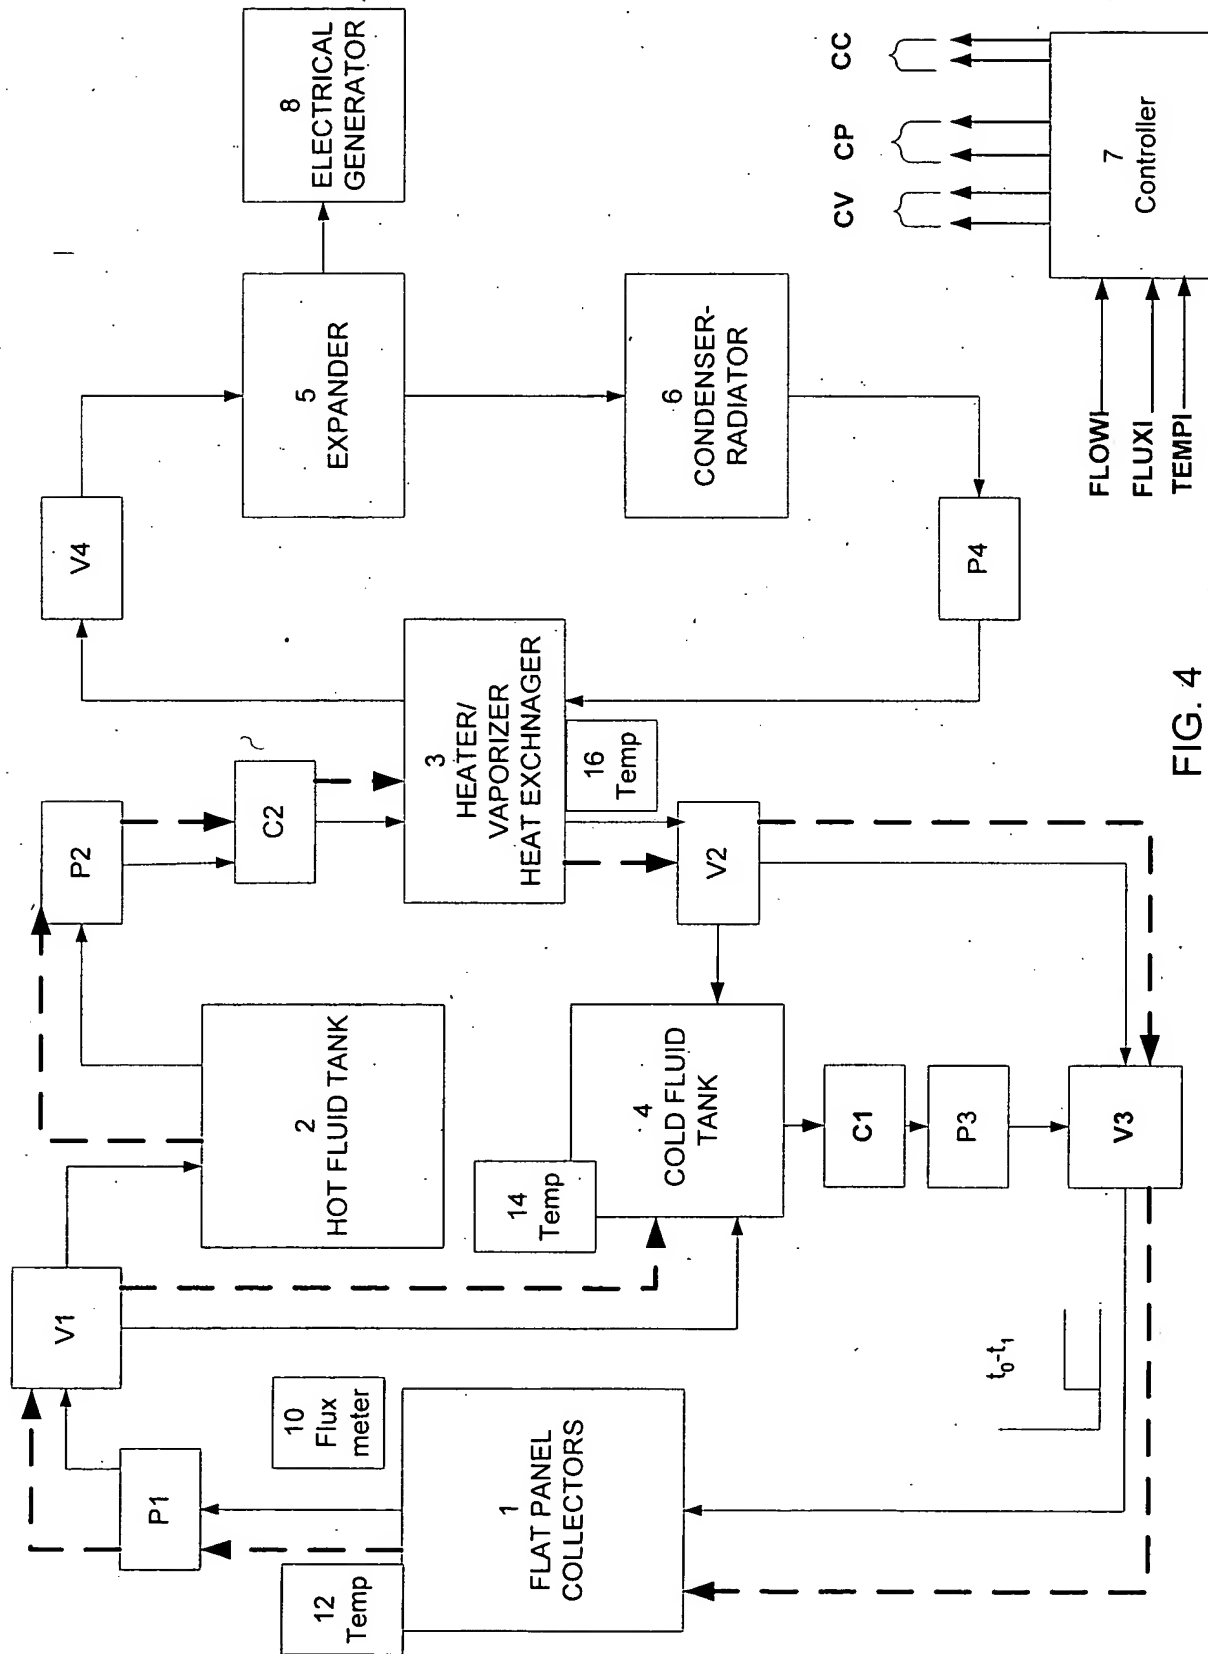 8
ELECTRICAL
GENERATOR
V4
5
EXPANDER
6
CONDENSER-
RADIATOR
P4
P2
C2
3
HEATER/
VAPORIZER
HEAT EXCHNAGER
16
Temp
V2
2
HOT FLUID TANK
4
COLD FLUID
TANK
14
Temp
C1
P3
V3
V1
P1
10
Flux
meter
12
Temp
1
FLAT PANEL
COLLECTORS
t0-t1
CV
CP
CC
7
Controller
FLOWI
FLUXI
TEMPI
FIG. 4